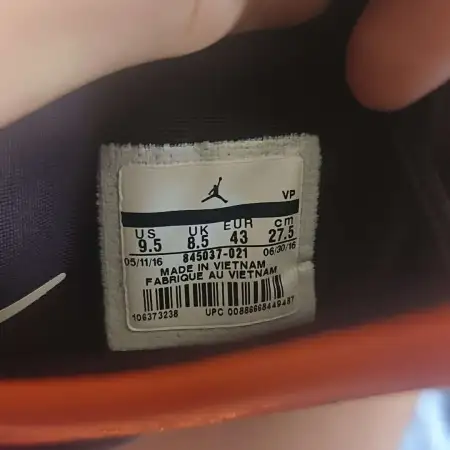 VP
US UK EUR cm
9.5 8.5 43 27.5
05/11/16 845037-021 06/30/16
MADE IN VIETNAM
FABRIQUE AU VIETNAM
106373238 UPC 00888668449487